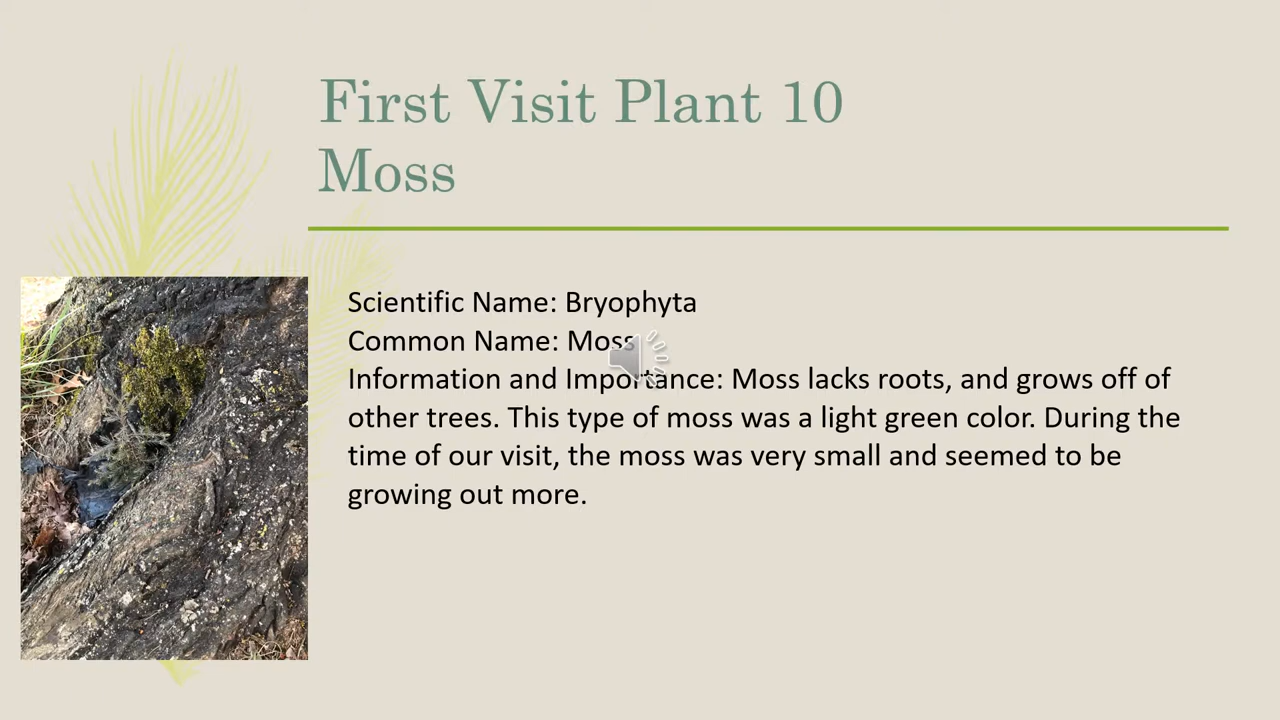 First Visit Plant 10
Moss
Scientific Name: Bryophyta
Common Name: Moss
Information and Importance: Moss lacks roots, and grows off of
other trees. This type of moss was a light green color. During the
time of our visit, the moss was very small and seemed to be
growing out more.